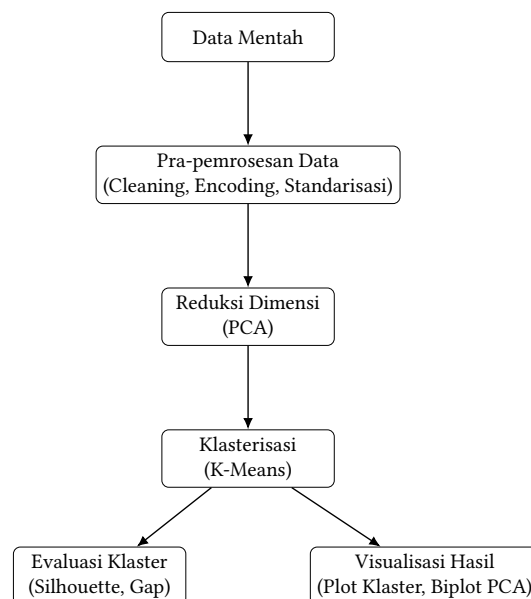 Data Mentah
Pra-pemrosesan Data
(Cleaning, Encoding, Standarisasi)
Reduksi Dimensi
(PCA)
Klasterisasi
(K-Means)
Evaluasi Klaster
(Silhouette, Gap)
Visualisasi Hasil
(Plot Klaster, Biplot PCA)